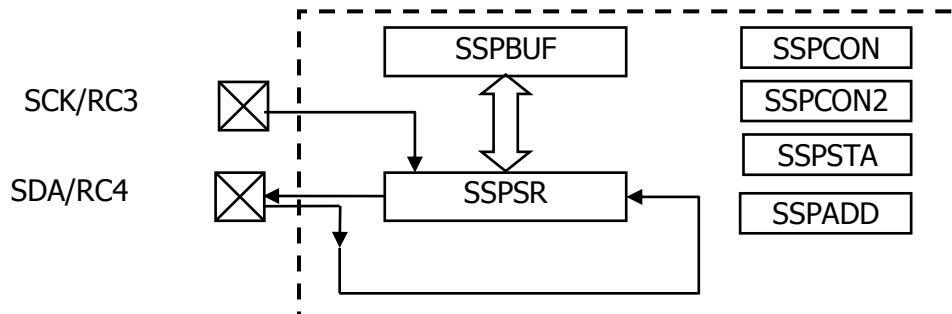 SSPBUF
SSPCON
SCK/RC3
SSPCON2
SSPSTA
SDA/RC4
SSPSR
SSPADD